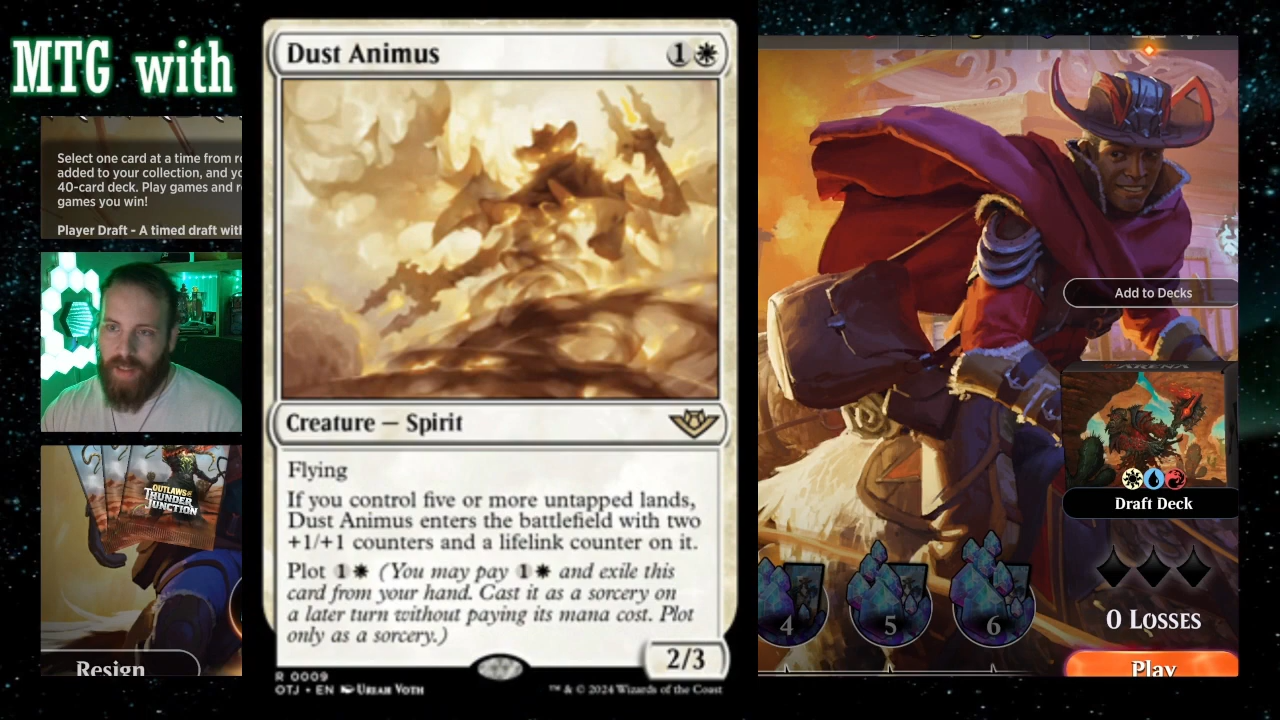 MTG with
Select one card at a time from
added to your collection, and
40-card deck. Play games and
games you win!
Player Draft - A timed draft
OUTLAWS of
THUNDER
JUNCTION
Resign
Dust Animus
1
Creature — Spirit
Flying
If you control five or more untapped lands,
Dust Animus enters the battlefield with two
+1/+1 counters and a lifelink counter on it.
Plot 1 (You may pay 1 and exile this
card from your hand. Cast it as a sorcery on
a later turn without paying its mana cost. Plot
only as a sorcery.)
2/3
R 0009
OTJ • EN Uriah Voth
™ & © 2024 Wizards of the Coast
Add to Decks
ARENA
Draft Deck
4
5
6
0 Losses
Play